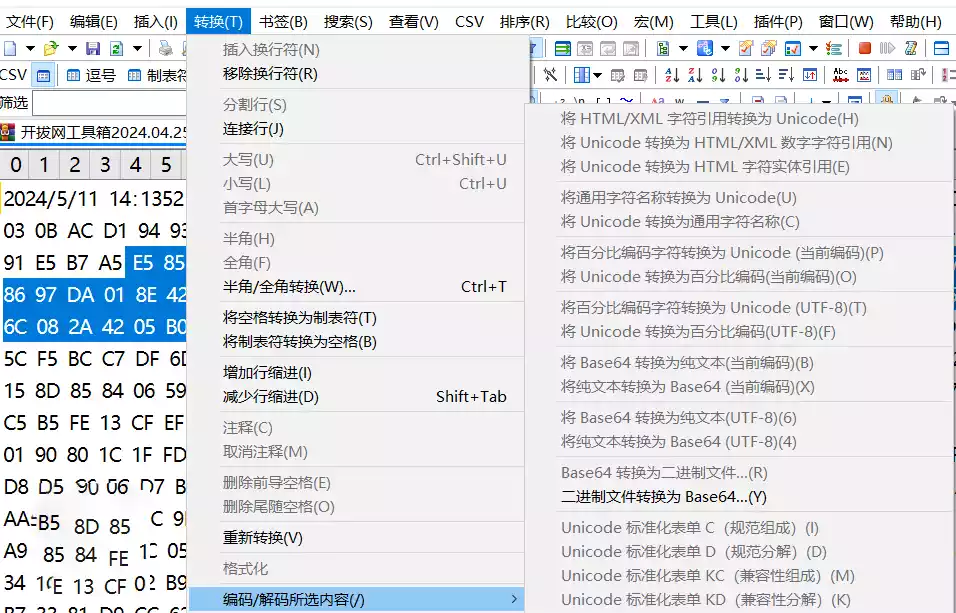 文件(F) 编辑(E) 插入(I) 转换(T) 书签(B) 搜索(S) 查看(V) CSV 排序(R) 比较(O) 宏(M) 工具(L) 插件(P) 窗口(W) 帮助(H)
CSV 逗号 制表符
筛选
开拔网工具箱2024.04.25
0 1 2 3 4 5
2024/5/11 14:1352
03 0B AC D1 94 93
91 E5 B7 A5 E5 85
86 97 DA 01 8E 42
6C 08 2A 42 05 B0
5C F5 BC C7 DF 6D
15 8D 85 84 06 59
C5 B5 FE 13 CF EF
01 90 80 1C 1F FD
D8 D5 90 06 D7 B
AA B5 8D 85 C 9
A9 85 84 FE 05
34 13 CF B9
插入换行符(N)
移除换行符(R)
分割行(S)
连接行(J)
大写(U) Ctrl+Shift+U
小写(L) Ctrl+U
首字母大写(A)
半角(H)
全角(F)
半角/全角转换(W)... Ctrl+T
将空格转换为制表符(T)
将制表符转换为空格(B)
增加行缩进(I)
减少行缩进(D) Shift+Tab
注释(C)
取消注释(M)
删除前导空格(E)
删除尾随空格(O)
重新转换(V)
格式化
编码/解码所选内容(/)
将 HTML/XML 字符引用转换为 Unicode(H)
将 Unicode 转换为 HTML/XML 数字字符引用(N)
将 Unicode 转换为 HTML 字符实体引用(E)
将通用字符名称转换为 Unicode(U)
将 Unicode 转换为通用字符名称(C)
将百分比编码字符转换为 Unicode (当前编码)(P)
将 Unicode 转换为百分比编码(当前编码)(O)
将百分比编码字符转换为 Unicode (UTF-8)(T)
将 Unicode 转换为百分比编码(UTF-8)(F)
将 Base64 转换为纯文本(当前编码)(B)
将纯文本转换为 Base64 (当前编码)(X)
将 Base64 转换为纯文本(UTF-8)(6)
将纯文本转换为 Base64 (UTF-8)(4)
Base64 转换为二进制文件...(R)
二进制文件转换为 Base64...(Y)
Unicode 标准化表单 C（规范组成）(I)
Unicode 标准化表单 D（规范分解）(D)
Unicode 标准化表单 KC（兼容性组成）(M)
Unicode 标准化表单 KD（兼容性分解）(K)